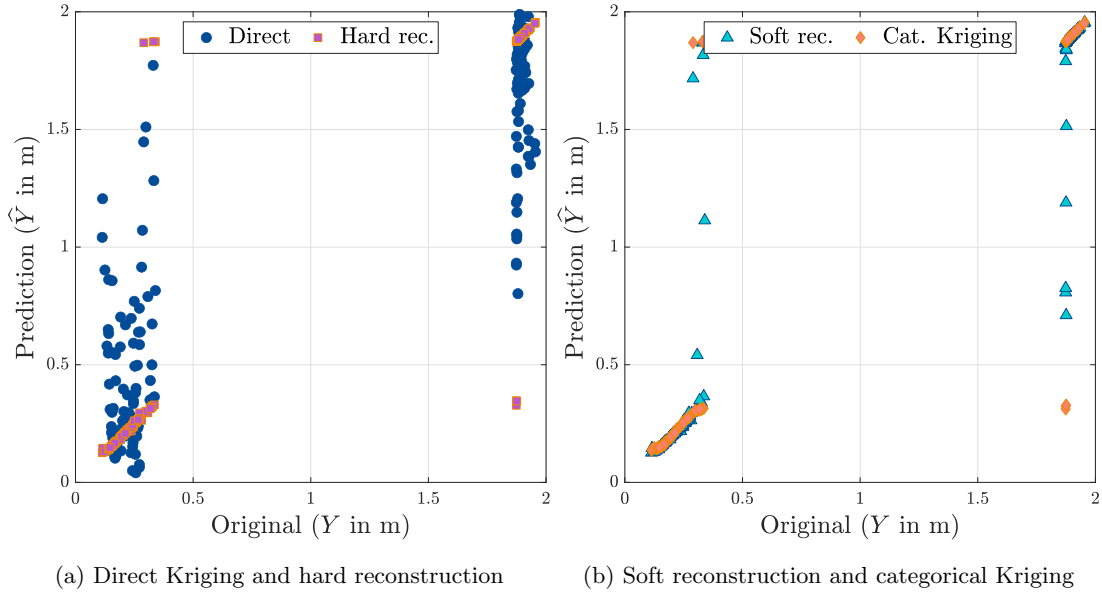 Direct Hard rec.
2
1.5
1
0.5
0
0 0.5 1 1.5 2
Prediction (Ŷ in m)
Original (Y in m)
(a) Direct Kriging and hard reconstruction
Soft rec. Cat. Kriging
2
1.5
1
0.5
0
0 0.5 1 1.5 2
Prediction (Ŷ in m)
Original (Y in m)
(b) Soft reconstruction and categorical Kriging